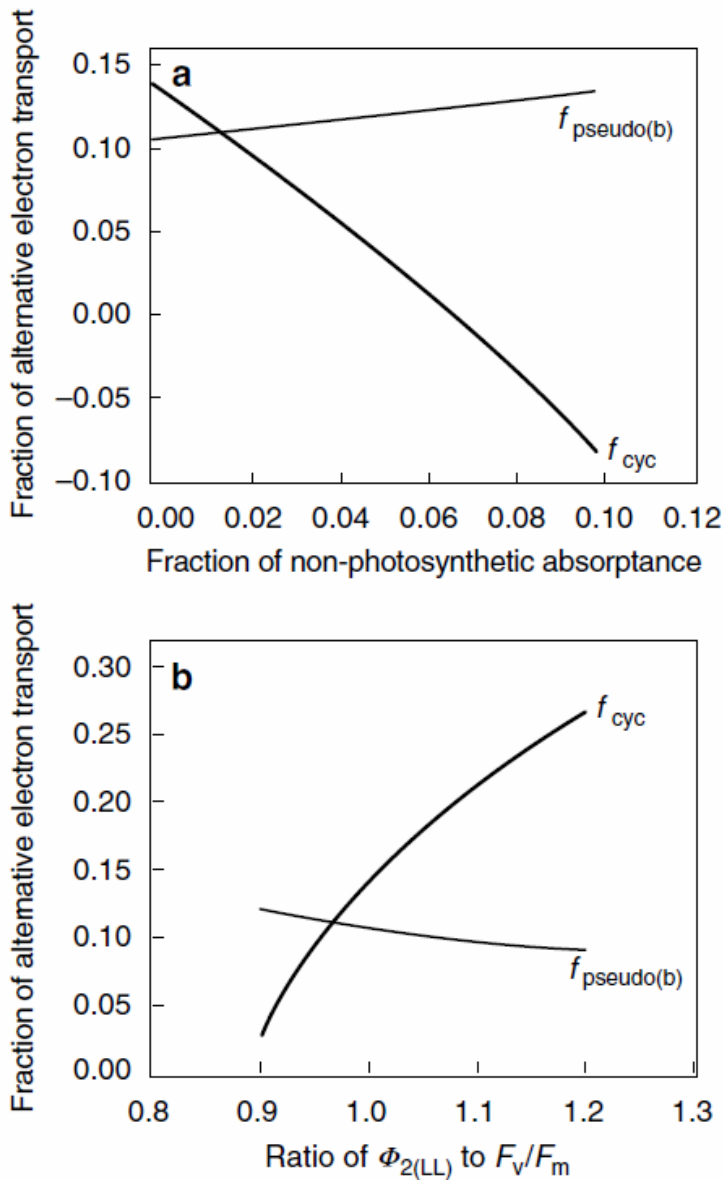 Fraction of alternative electron transport
a
0.15
0.10
0.05
0.00
–0.05
–0.10
f pseudo(b)
f cyc
0.00 0.02 0.04 0.06 0.08 0.10 0.12
Fraction of non-photosynthetic absorptance
Fraction of alternative electron transport
b
0.30
0.25
0.20
0.15
0.10
0.05
0.00
f cyc
f pseudo(b)
0.8 0.9 1.0 1.1 1.2 1.3
Ratio of Φ2(LL) to Fv/Fm